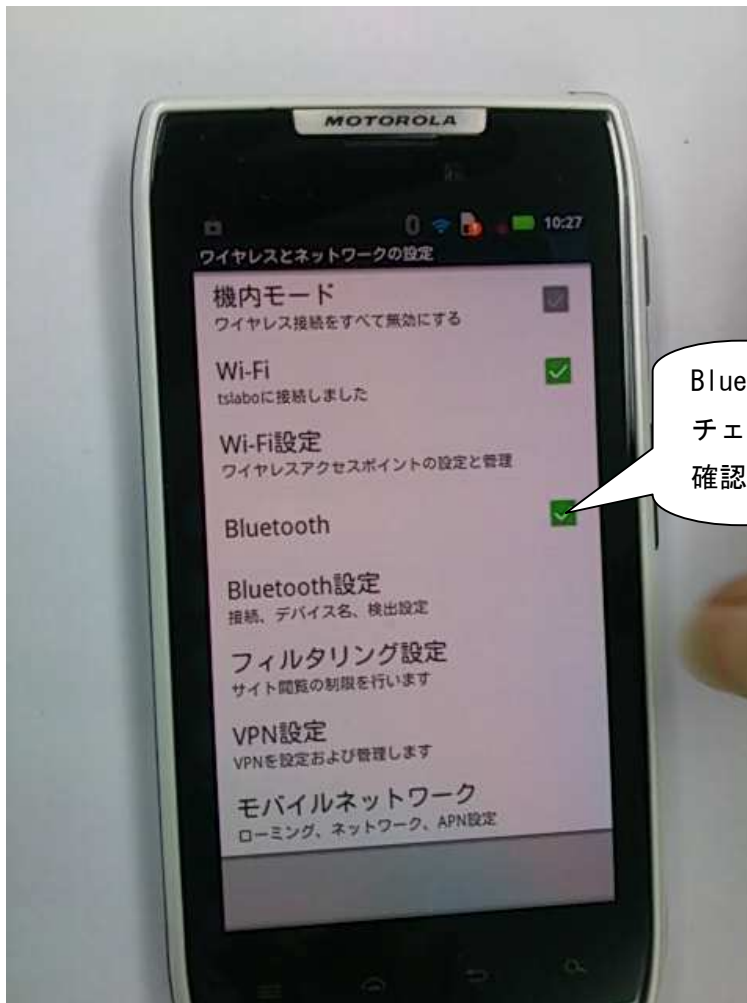 MOTOROLA
10:27
ワイヤレスとネットワークの設定
機内モード
ワイヤレス接続をすべて無効にする
Wi-Fi
tslaboに接続しました
Wi-Fi設定
ワイヤレスアクセスポイントの設定と管理
Bluetooth
Bluetooth設定
接続、デバイス名、検出設定
フィルタリング設定
サイト閲覧の制限を行います
VPN設定
VPNを設定および管理します
モバイルネットワーク
ローミング、ネットワーク、APN設定
Blue
チェ
確認